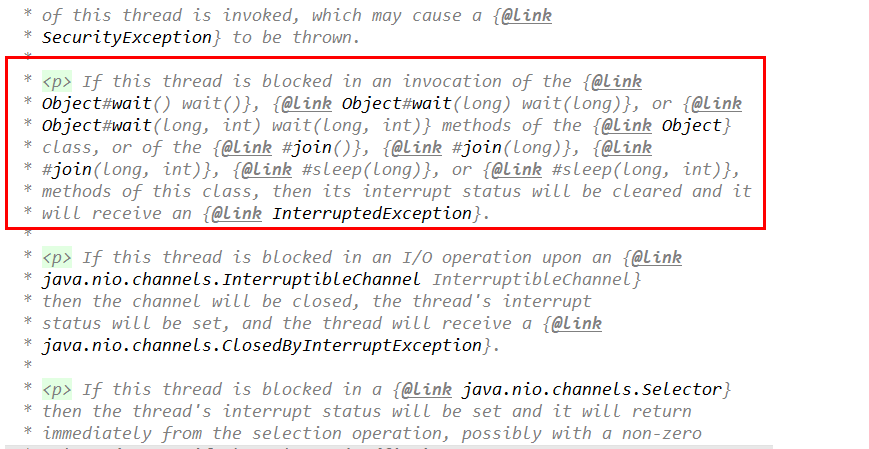 * of this thread is invoked, which may cause a {@link
* SecurityException} to be thrown.
*
* <p> If this thread is blocked in an invocation of the {@link
* Object#wait() wait()}, {@link Object#wait(long) wait(long)}, or {@link
* Object#wait(long, int) wait(long, int)} methods of the {@link Object}
* class, or of the {@link #join()}, {@link #join(long)}, {@link
* #join(long, int)}, {@link #sleep(long)}, or {@link #sleep(long, int)},
* methods of this class, then its interrupt status will be cleared and it
* will receive an {@link InterruptedException}.
*
* <p> If this thread is blocked in an I/O operation upon an {@link
* java.nio.channels.InterruptibleChannel InterruptibleChannel}
* then the channel will be closed, the thread's interrupt
* status will be set, and the thread will receive a {@link
* java.nio.channels.ClosedByInterruptException}.
*
* <p> If this thread is blocked in a {@link java.nio.channels.Selector}
* then the thread's interrupt status will be set and it will return
* immediately from the selection operation, possibly with a non-zero